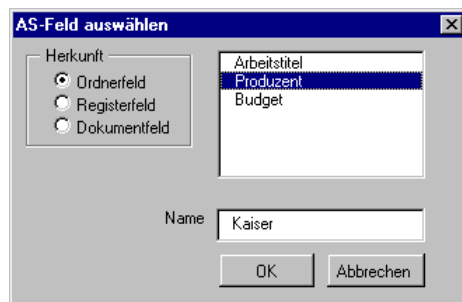 AS-Feld auswählen
Herkunft
Ordnerfeld
Registerfeld
Dokumentfeld
Arbeitstitel
Produzent
Budget
Name
Kaiser
OK
Abbrechen